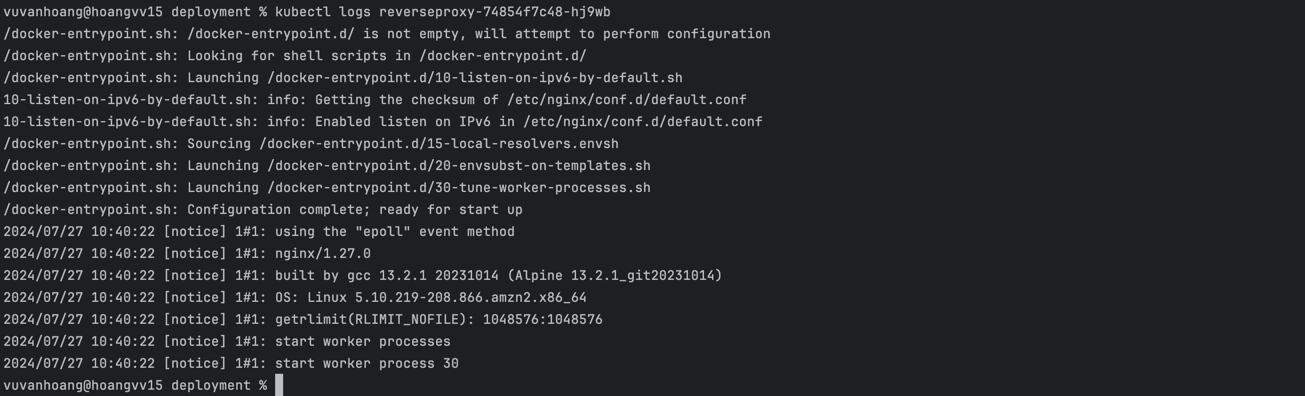 vuvanhoang@hoangvv15 deployment % kubectl logs reverseproxy-74854f7c48-hj9wb
/docker-entrypoint.sh: /docker-entrypoint.d/ is not empty, will attempt to perform configuration
/docker-entrypoint.sh: Looking for shell scripts in /docker-entrypoint.d/
/docker-entrypoint.sh: Launching /docker-entrypoint.d/10-listen-on-ipv6-by-default.sh
10-listen-on-ipv6-by-default.sh: info: Getting the checksum of /etc/nginx/conf.d/default.conf
10-listen-on-ipv6-by-default.sh: info: Enabled listen on IPv6 in /etc/nginx/conf.d/default.conf
/docker-entrypoint.sh: Sourcing /docker-entrypoint.d/15-local-resolvers.envsh
/docker-entrypoint.sh: Launching /docker-entrypoint.d/20-envsubst-on-templates.sh
/docker-entrypoint.sh: Launching /docker-entrypoint.d/30-tune-worker-processes.sh
/docker-entrypoint.sh: Configuration complete; ready for start up
2024/07/27 10:40:22 [notice] 1#1: using the "epoll" event method
2024/07/27 10:40:22 [notice] 1#1: nginx/1.27.0
2024/07/27 10:40:22 [notice] 1#1: built by gcc 13.2.1 20231014 (Alpine 13.2.1_git20231014)
2024/07/27 10:40:22 [notice] 1#1: OS: Linux 5.10.219-208.866.amzn2.x86_64
2024/07/27 10:40:22 [notice] 1#1: getrlimit(RLIMIT_NOFILE): 1048576:1048576
2024/07/27 10:40:22 [notice] 1#1: start worker processes
2024/07/27 10:40:22 [notice] 1#1: start worker process 30
vuvanhoang@hoangvv15 deployment %